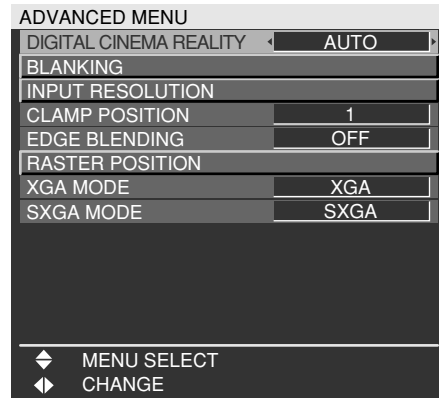 ADVANCED MENU
DIGITAL CINEMA REALITY AUTO
BLANKING
INPUT RESOLUTION
CLAMP POSITION 1
EDGE BLENDING OFF
RASTER POSITION
XGA MODE XGA
SXGA MODE SXGA
MENU SELECT
CHANGE